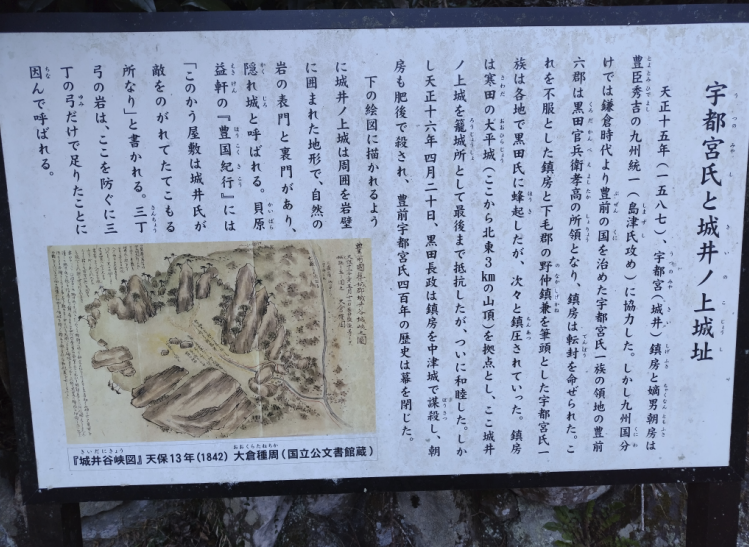 宇都宮氏と城井ノ上城址
天正十五年(一五八七)、宇都宮(城井)鎮房と嫡男朝房は
豊臣秀吉の九州統一(島津氏攻め)に協力した。しかし九州国分
けでは鎌倉時代より豊前の国を治めた宇都宮氏一族の領地の豊前
六郡は黒田官兵衛孝高の所領となり、鎮房は転封を命ぜられた。こ
れを不服とした鎮房と下毛郡の野仲鎮兼を筆頭とした宇都宮氏一
族は各地で黒田氏に蜂起したが、次々と鎮圧されていった。鎮房
は寒田の大平城(ここから北東3kmの山頂)を拠点とし、ここ城井
ノ上城を籠城所として最後まで抵抗したが、ついに和睦した。しか
し天正十六年四月二十日、黒田長政は鎮房を中津城で謀殺し、朝
房も肥後で殺され、豊前宇都宮氏四百年の歴史は幕を閉じた。
下の絵図に描かれるよう
に城井ノ上城は周囲を岩壁
に囲まれた地形で、自然の
岩の表門と裏門があり、
隠れ城と呼ばれる。貝原
益軒の『豊国紀行』には
「このかう屋敷は城井氏が
敵をのがれてたてこもる
所なり」と書かれる。三丁
弓の岩は、ここを防ぐに三
丁の弓だけで足りたことに
因んで呼ばれる。
『城井谷峡図』天保13年(1842) 大倉種周(国立公文書館蔵)